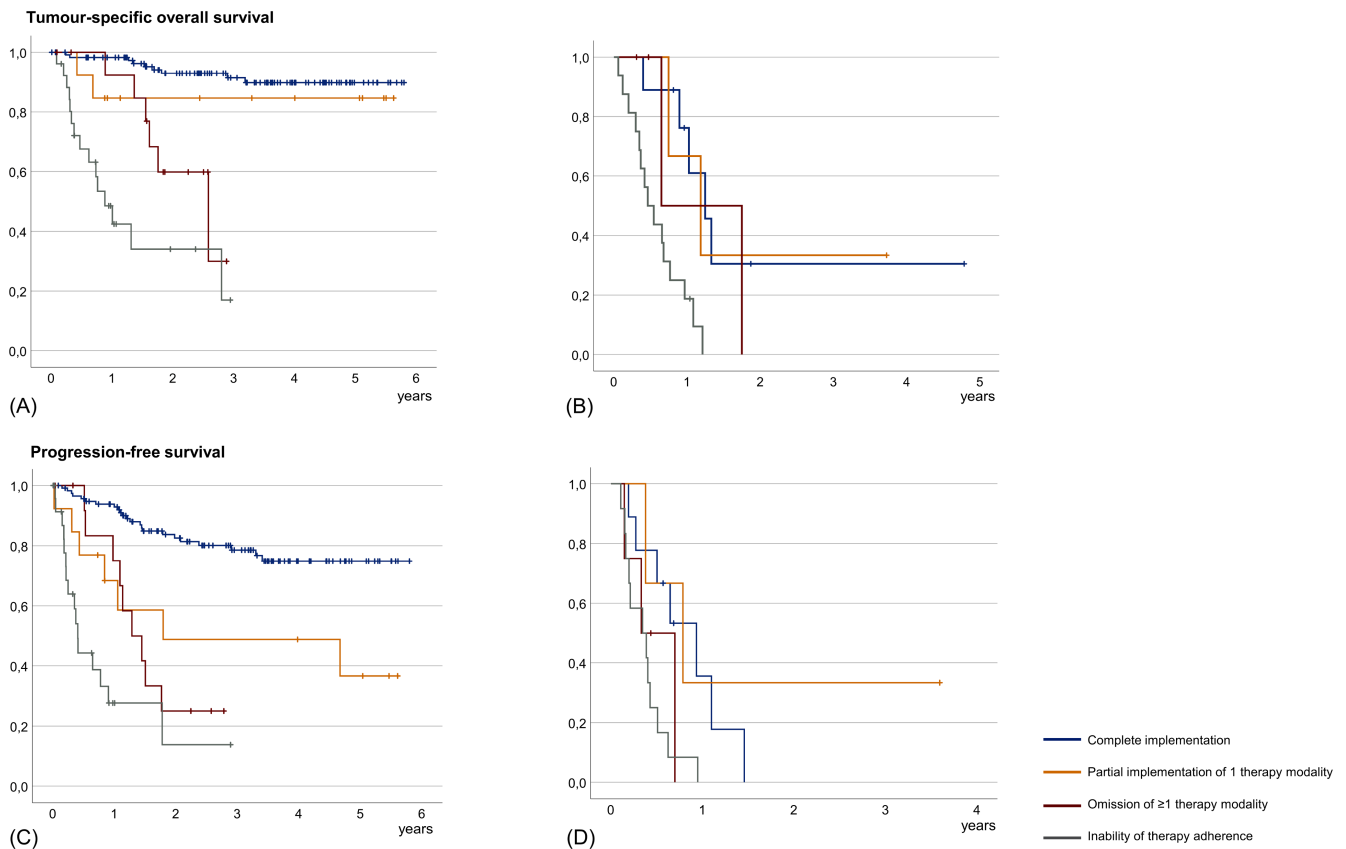 Tumour-specific overall survival
1,0
0,8
0,6
0,4
0,2
0,0
0 1 2 3 4 5 6
years
(A)
1,0
0,8
0,6
0,4
0,2
0,0
0 1 2 3 4 5
years
(B)
Progression-free survival
1,0
0,8
0,6
0,4
0,2
0,0
0 1 2 3 4 5 6
years
(C)
1,0
0,8
0,6
0,4
0,2
0,0
0 1 2 3 4
years
(D)
Complete implementation
Partial implementation of 1 therapy modality
Omission of ≥1 therapy modality
Inability of therapy adherence